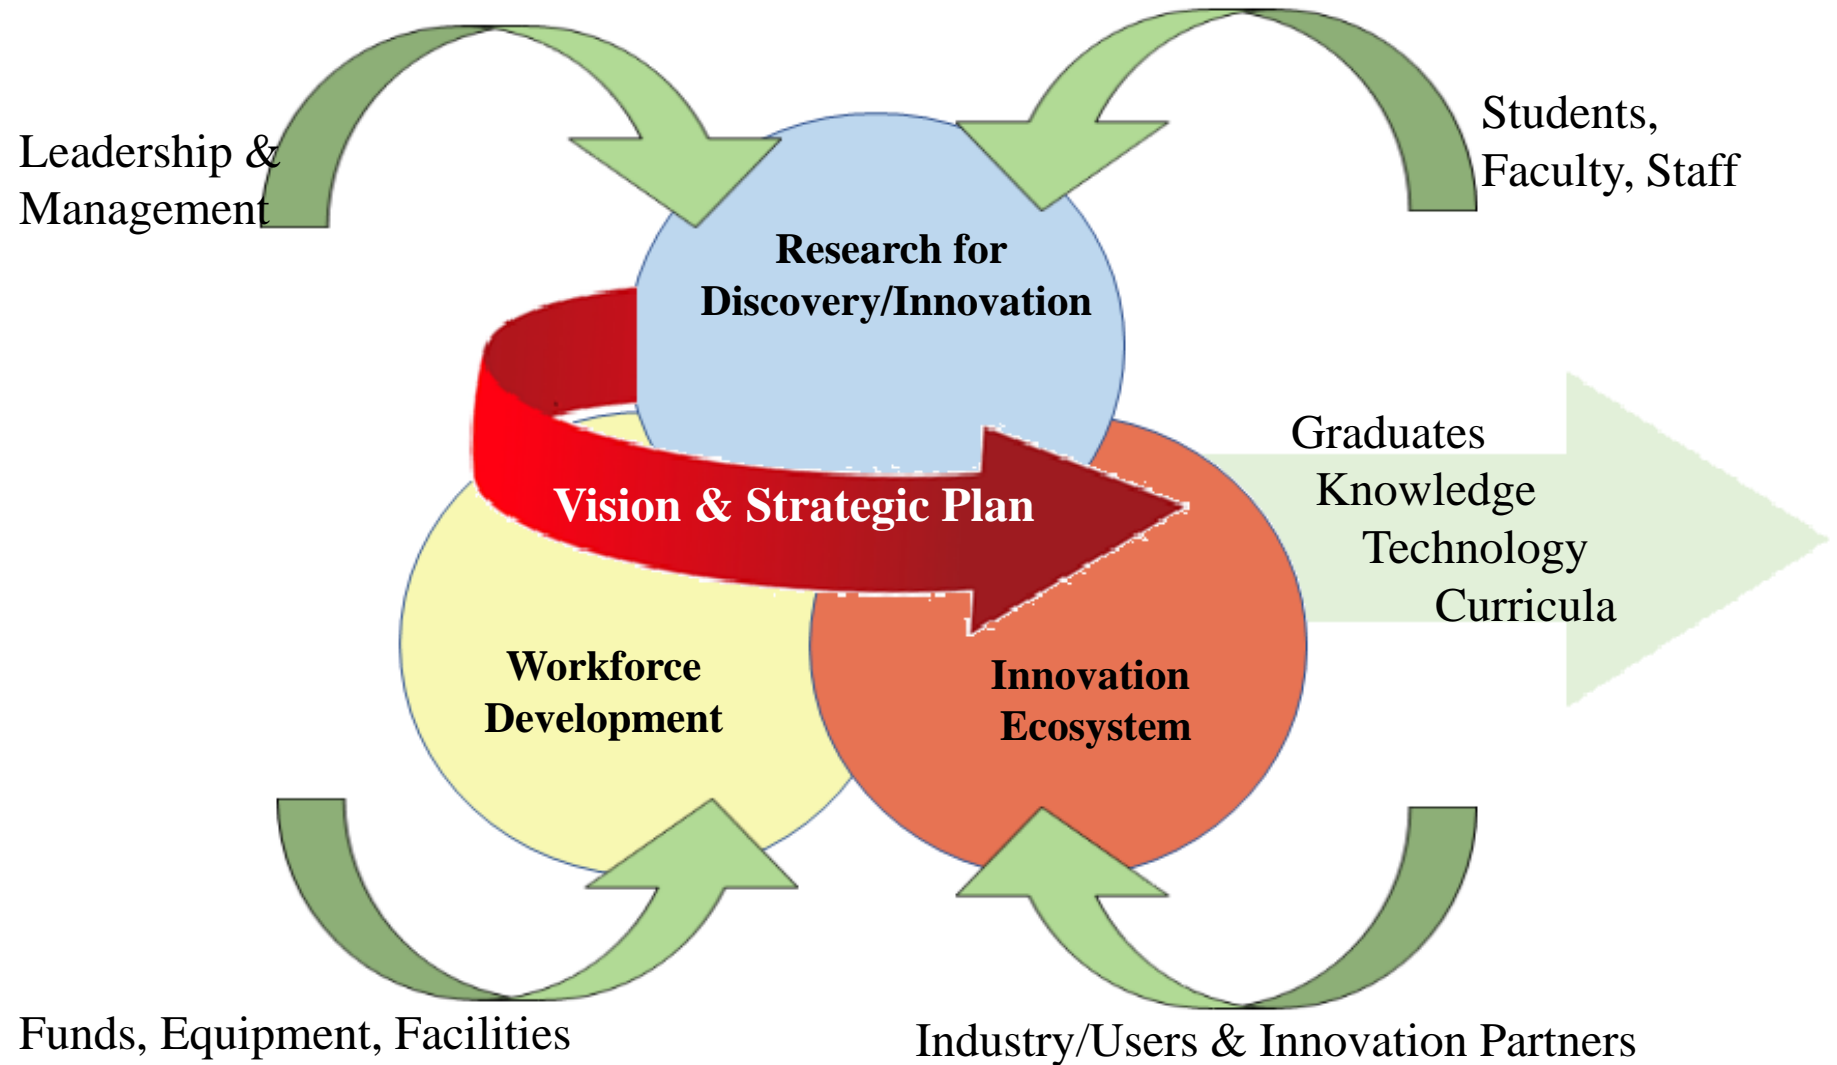 Leadership &
Management
Students,
Faculty, Staff
Research for
Discovery/Innovation
Vision & Strategic Plan
Graduates
Knowledge
Technology
Curricula
Workforce
Development
Innovation
Ecosystem
Funds, Equipment, Facilities
Industry/Users & Innovation Partners